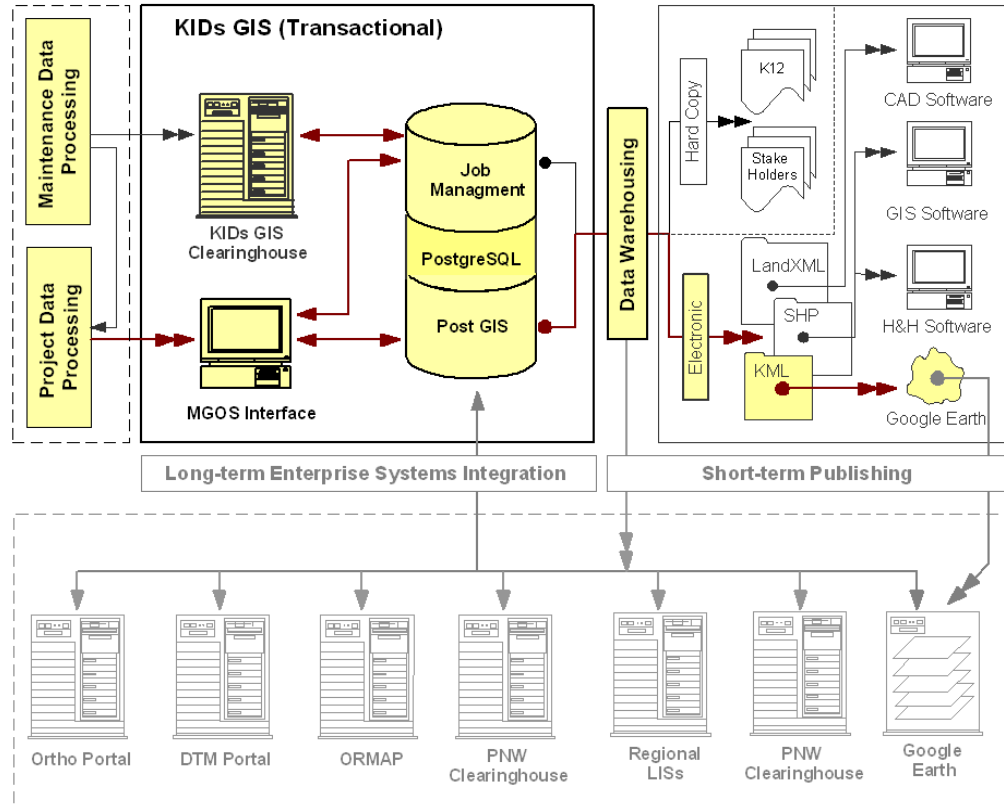 KIDs GIS (Transactional)
Maintenance Data
Processing
Project Data
Processing
KIDs GIS
Clearinghouse
MGOS Interface
Job
Managment
PostgreSQL
Post GIS
Data Warehousing
Hard Copy
Electronic
K12
Stake
Holders
LandXML
SHP
KML
CAD Software
GIS Software
H&H Software
Google Earth
Long-term Enterprise Systems Integration
Short-term Publishing
Ortho Portal
DTM Portal
ORMAP
PNW
Clearinghouse
Regional
LISs
PNW
Clearinghouse
Google
Earth